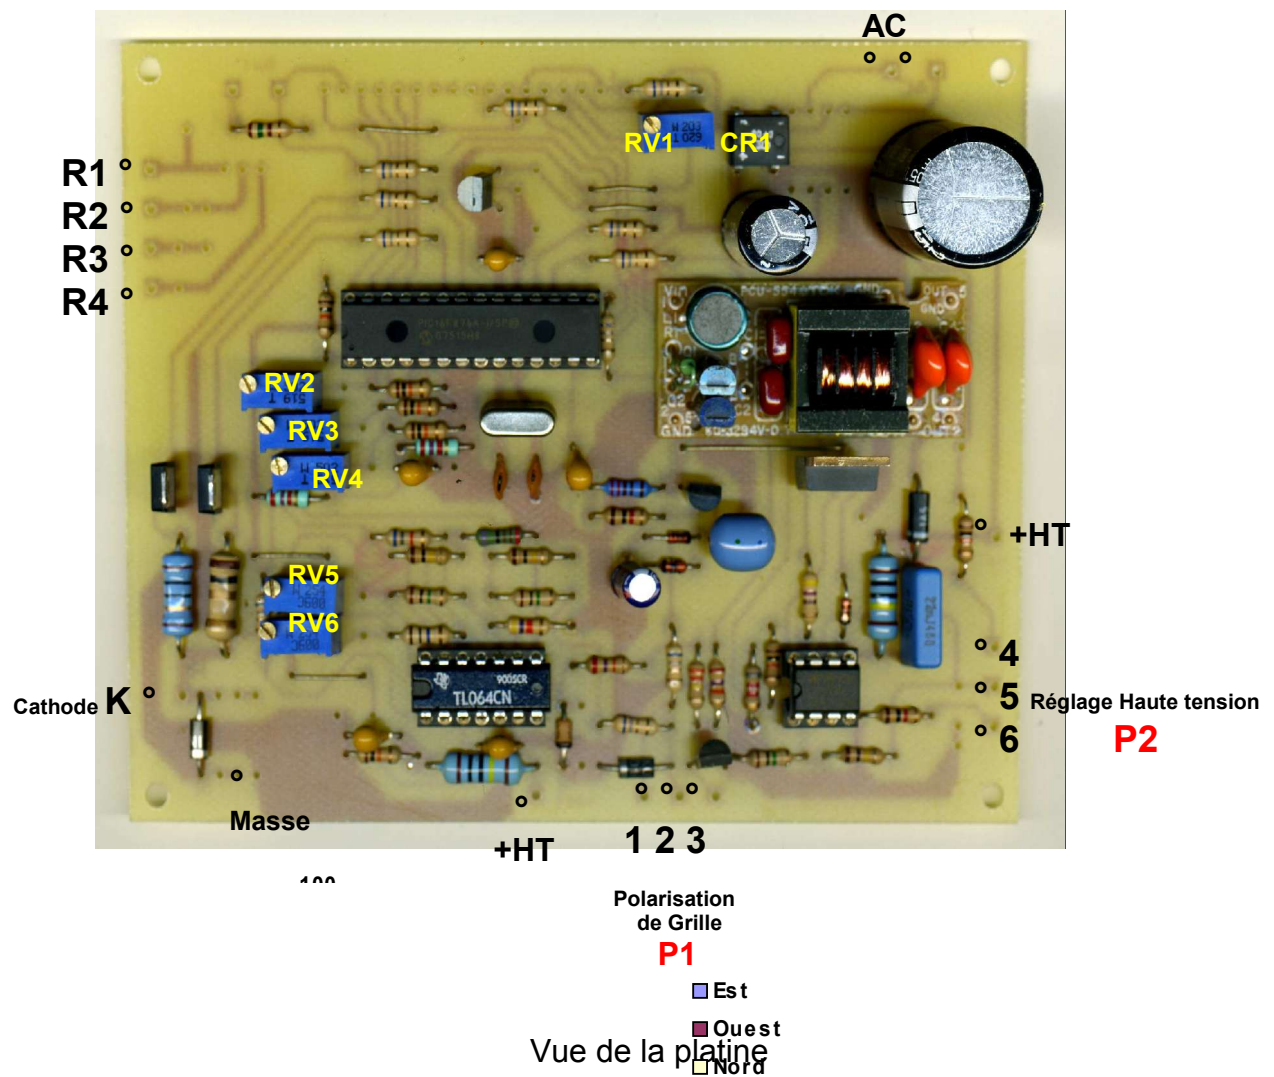 AC
RV1
CR1
R1
R2
R3
R4
RV2
RV3
RV4
+HT
RV5
RV6
TL064CN
4
5
6
Cathode K
Réglage Haute tension
P2
Masse
+HT
1 2 3
Polarisation
de Grille
P1
Est
Ouest
Nord
Vue de la platine